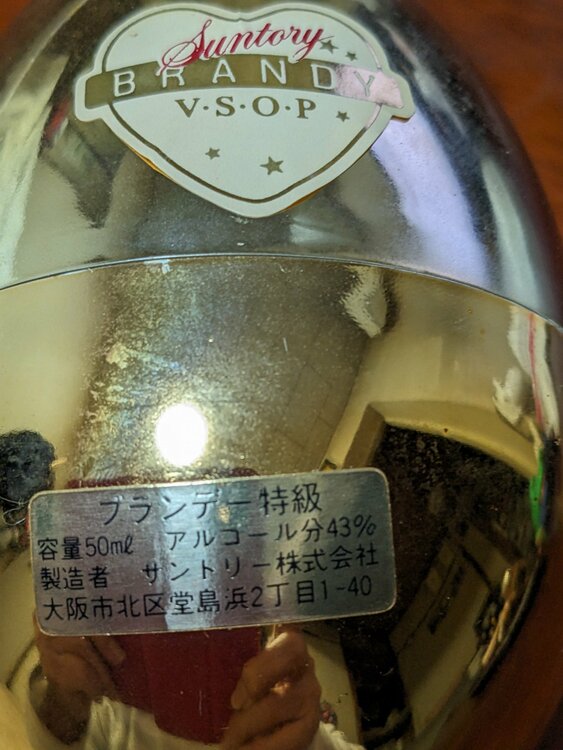 Suntory
BRANDY
V·S·O·P
ブランデー特級
容量50ml アルコール分43%
製造者 サントリー株式会社
大阪市北区堂島浜2丁目1-40